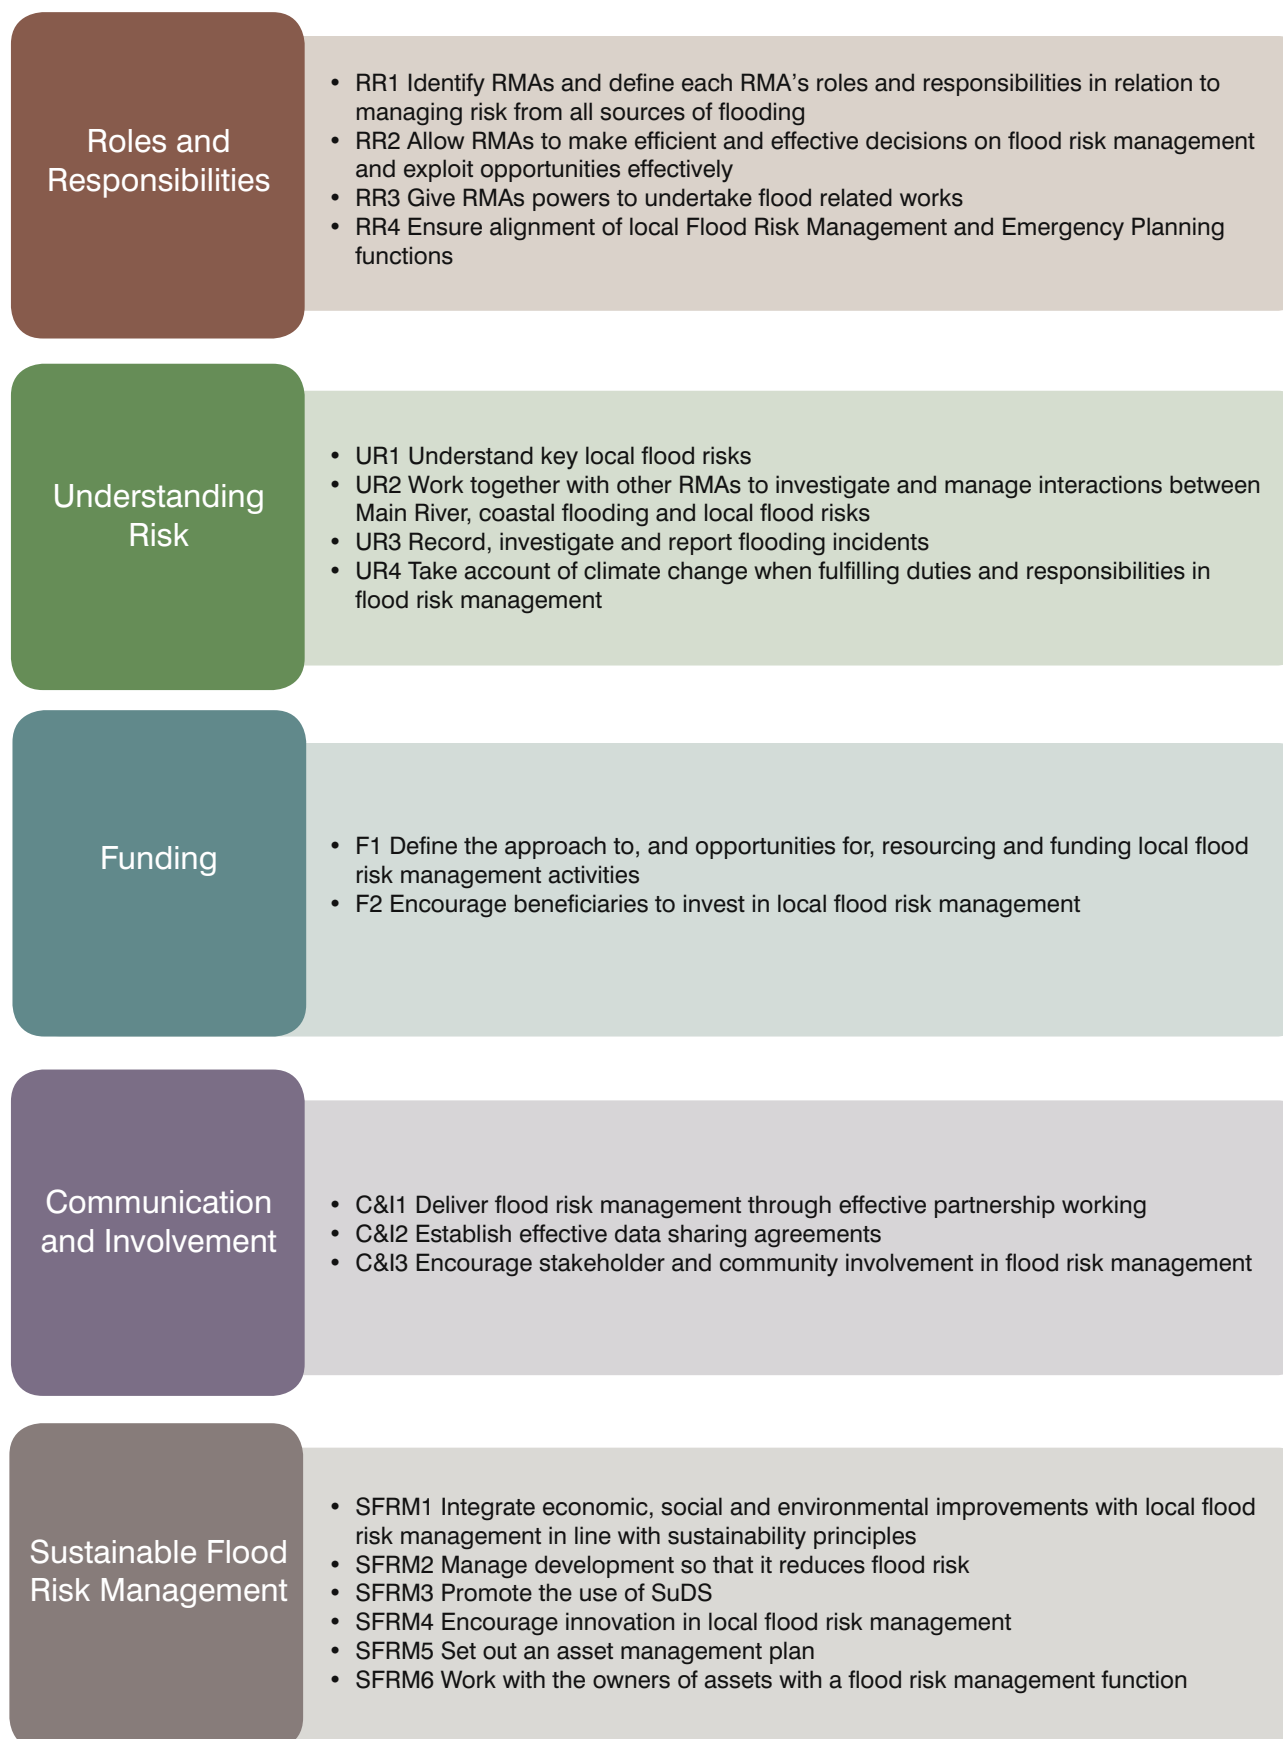 Roles and
Responsibilities
• RR1 Identify RMAs and define each RMA's roles and responsibilities in relation to
managing risk from all sources of flooding
• RR2 Allow RMAs to make efficient and effective decisions on flood risk management
and exploit opportunities effectively
• RR3 Give RMAs powers to undertake flood related works
• RR4 Ensure alignment of local Flood Risk Management and Emergency Planning
functions
Understanding
Risk
• UR1 Understand key local flood risks
• UR2 Work together with other RMAs to investigate and manage interactions between
Main River, coastal flooding and local flood risks
• UR3 Record, investigate and report flooding incidents
• UR4 Take account of climate change when fulfilling duties and responsibilities in
flood risk management
Funding
• F1 Define the approach to, and opportunities for, resourcing and funding local flood
risk management activities
• F2 Encourage beneficiaries to invest in local flood risk management
Communication
and Involvement
• C&I1 Deliver flood risk management through effective partnership working
• C&I2 Establish effective data sharing agreements
• C&I3 Encourage stakeholder and community involvement in flood risk management
Sustainable Flood
Risk Management
• SFRM1 Integrate economic, social and environmental improvements with local flood
risk management in line with sustainability principles
• SFRM2 Manage development so that it reduces flood risk
• SFRM3 Promote the use of SuDS
• SFRM4 Encourage innovation in local flood risk management
• SFRM5 Set out an asset management plan
• SFRM6 Work with the owners of assets with a flood risk management function